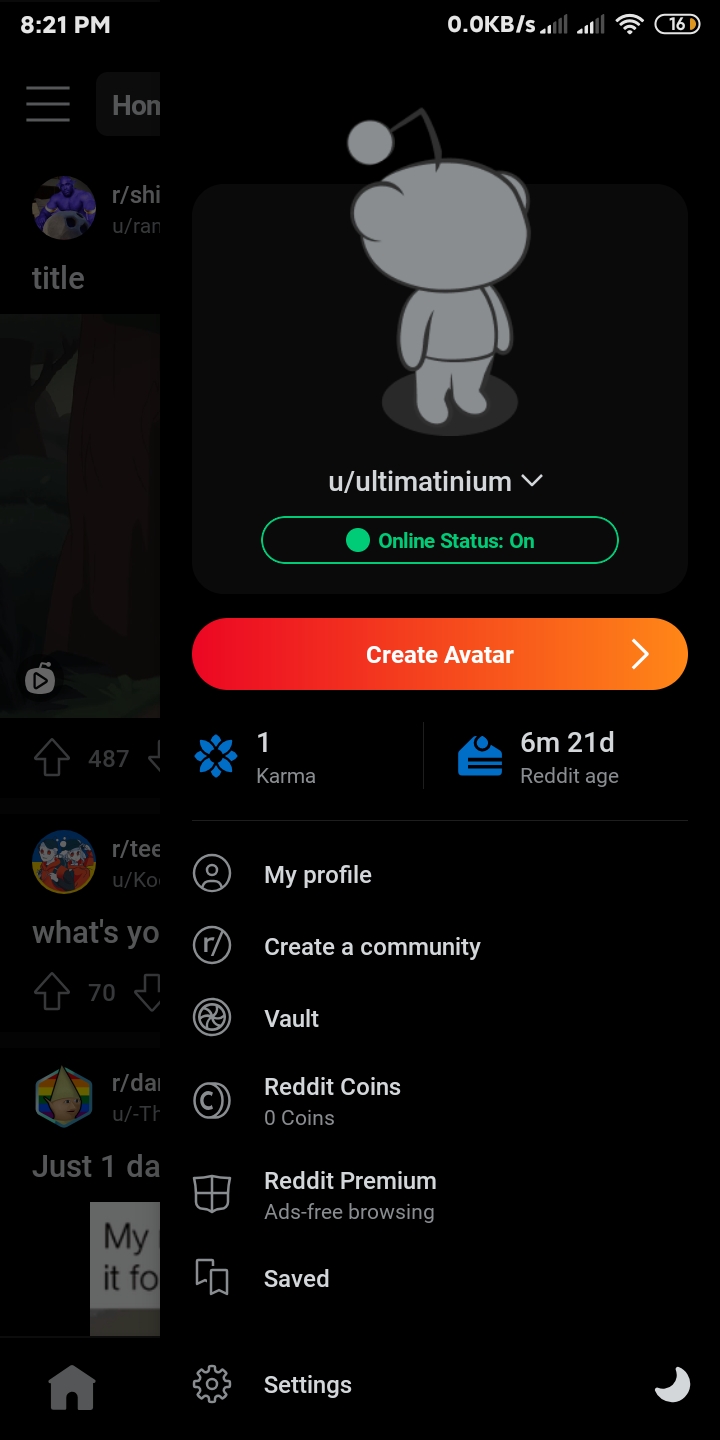 8:21 PM
0.0KB/s
16
Hon
r/shi
u/ran
title
487
r/tee
u/Ko
what's yo
70
r/dar
u/-Th
Just 1 da
My
it fo
u/ultimatinium
Online Status: On
Create Avatar
1
Karma
6m 21d
Reddit age
My profile
r/
Create a community
Vault
Reddit Coins
0 Coins
Reddit Premium
Ads-free browsing
Saved
Settings